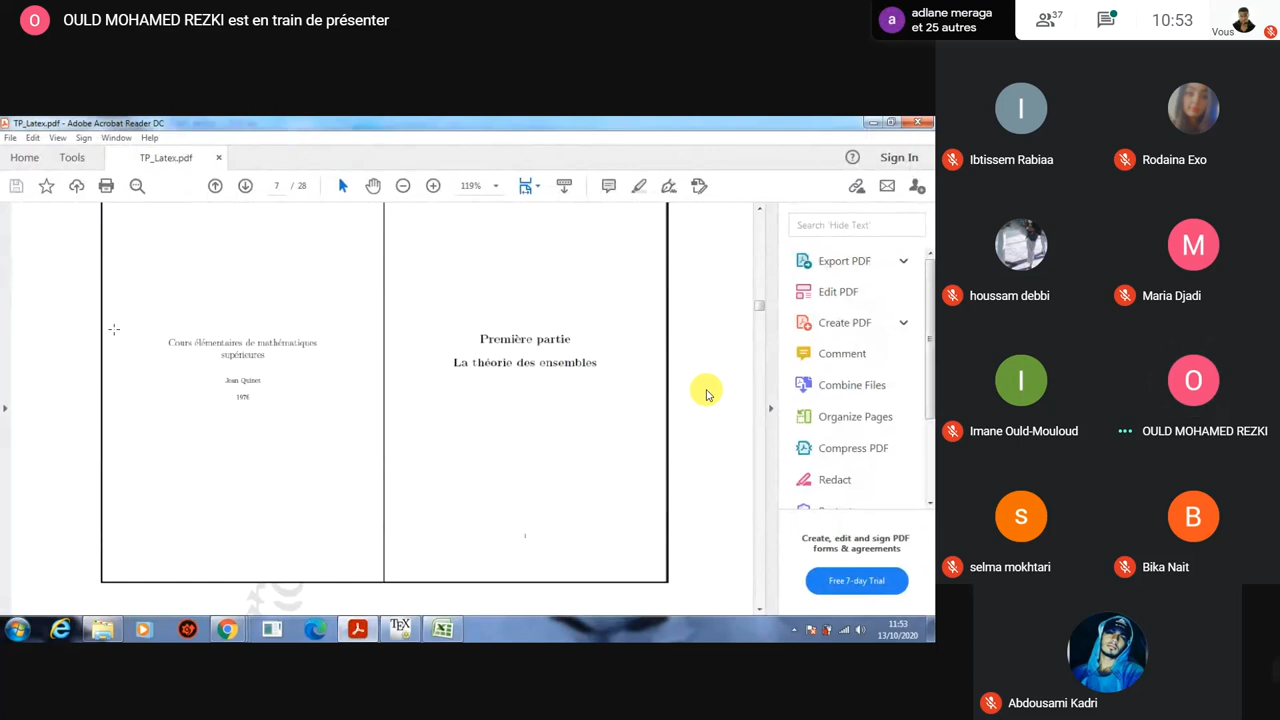 O
OULD MOHAMED REZKI est en train de présenter
a
adlane meraga
et 25 autres
37
10:53
Vous
TP_Latex.pdf - Adobe Acrobat Reader DC
File Edit View Sign Window Help
Home Tools TP_Latex.pdf × Sign In
7 / 28
119%
Search 'Hide Text'
Export PDF
Edit PDF
Create PDF
Comment
Combine Files
Organize Pages
Compress PDF
Redact
Create, edit and sign PDF
forms & agreements
Free 7-day Trial
Cours élémentaires de mathématiques
supérieures
Jean Quinet
1976
Première partie
La théorie des ensembles
1
TEX
11:53
13/10/2020
I
Ibtissem Rabiaa
Rodaina Exo
houssam debbi
M
Maria Djadi
I
Imane Ould-Mouloud
O
OULD MOHAMED REZKI
s
selma mokhtari
B
Bika Nait
Abdousami Kadri